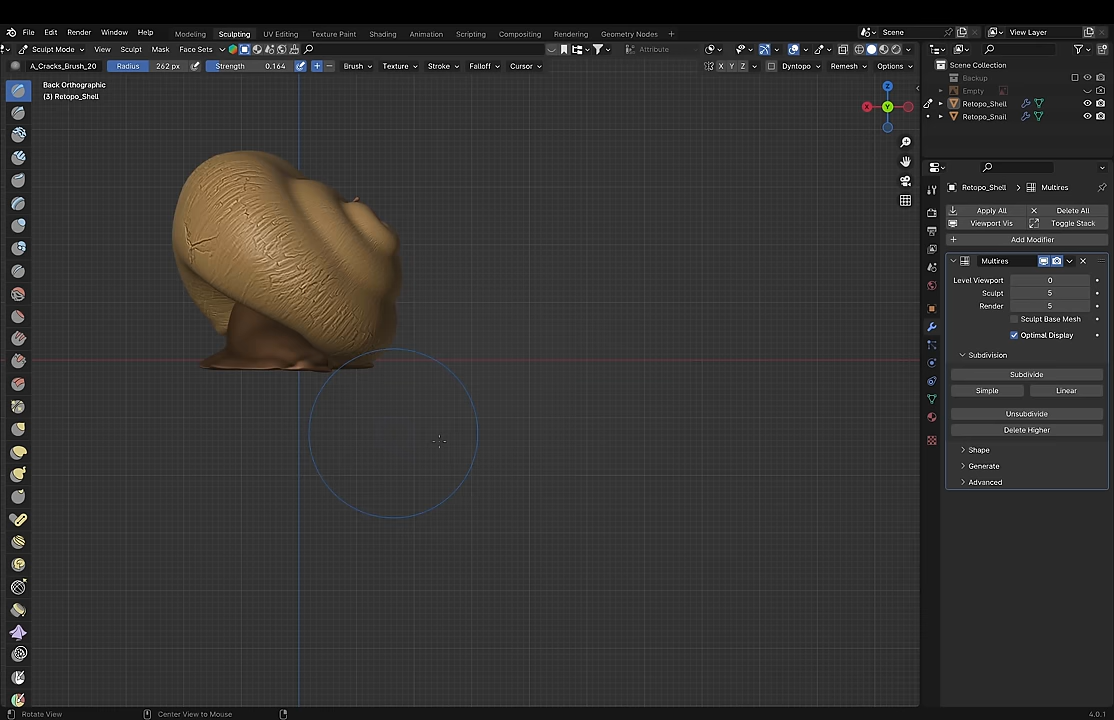 File Edit Render Window Help Modeling Sculpting UV Editing Texture Paint Shading Animation Sculpting Rendering Compositing Rendering Geometry Nodes + Scene View Layer
Sculpt Mode View Sculpt Mask Face Sets Attribute
A_Cracks_Brush_20 Radius 262 px Strength 0.164 + - Brush Texture Stroke Falloff Cursor X Y Z Dyntopo Remesh Options
Back Orthographic
(3) Retopo_Shell
Z
X
Y
Scene Collection
Backup
Empty
Retopo_Shell
Retopo_Snail
Retopo_Shell > Multires
Apply All Delete All
Viewport Vis Toggle Stack
+ Add Modifier
Multires
Level Viewport 0
Sculpt 5
Render 5
Sculpt Base Mesh
Optimal Display
Subdivision
Subdivide
Simple Linear
Unsubdivide
Delete Higher
Shape
Generate
Advanced
Rotate View Center View to Mouse 4.0.1